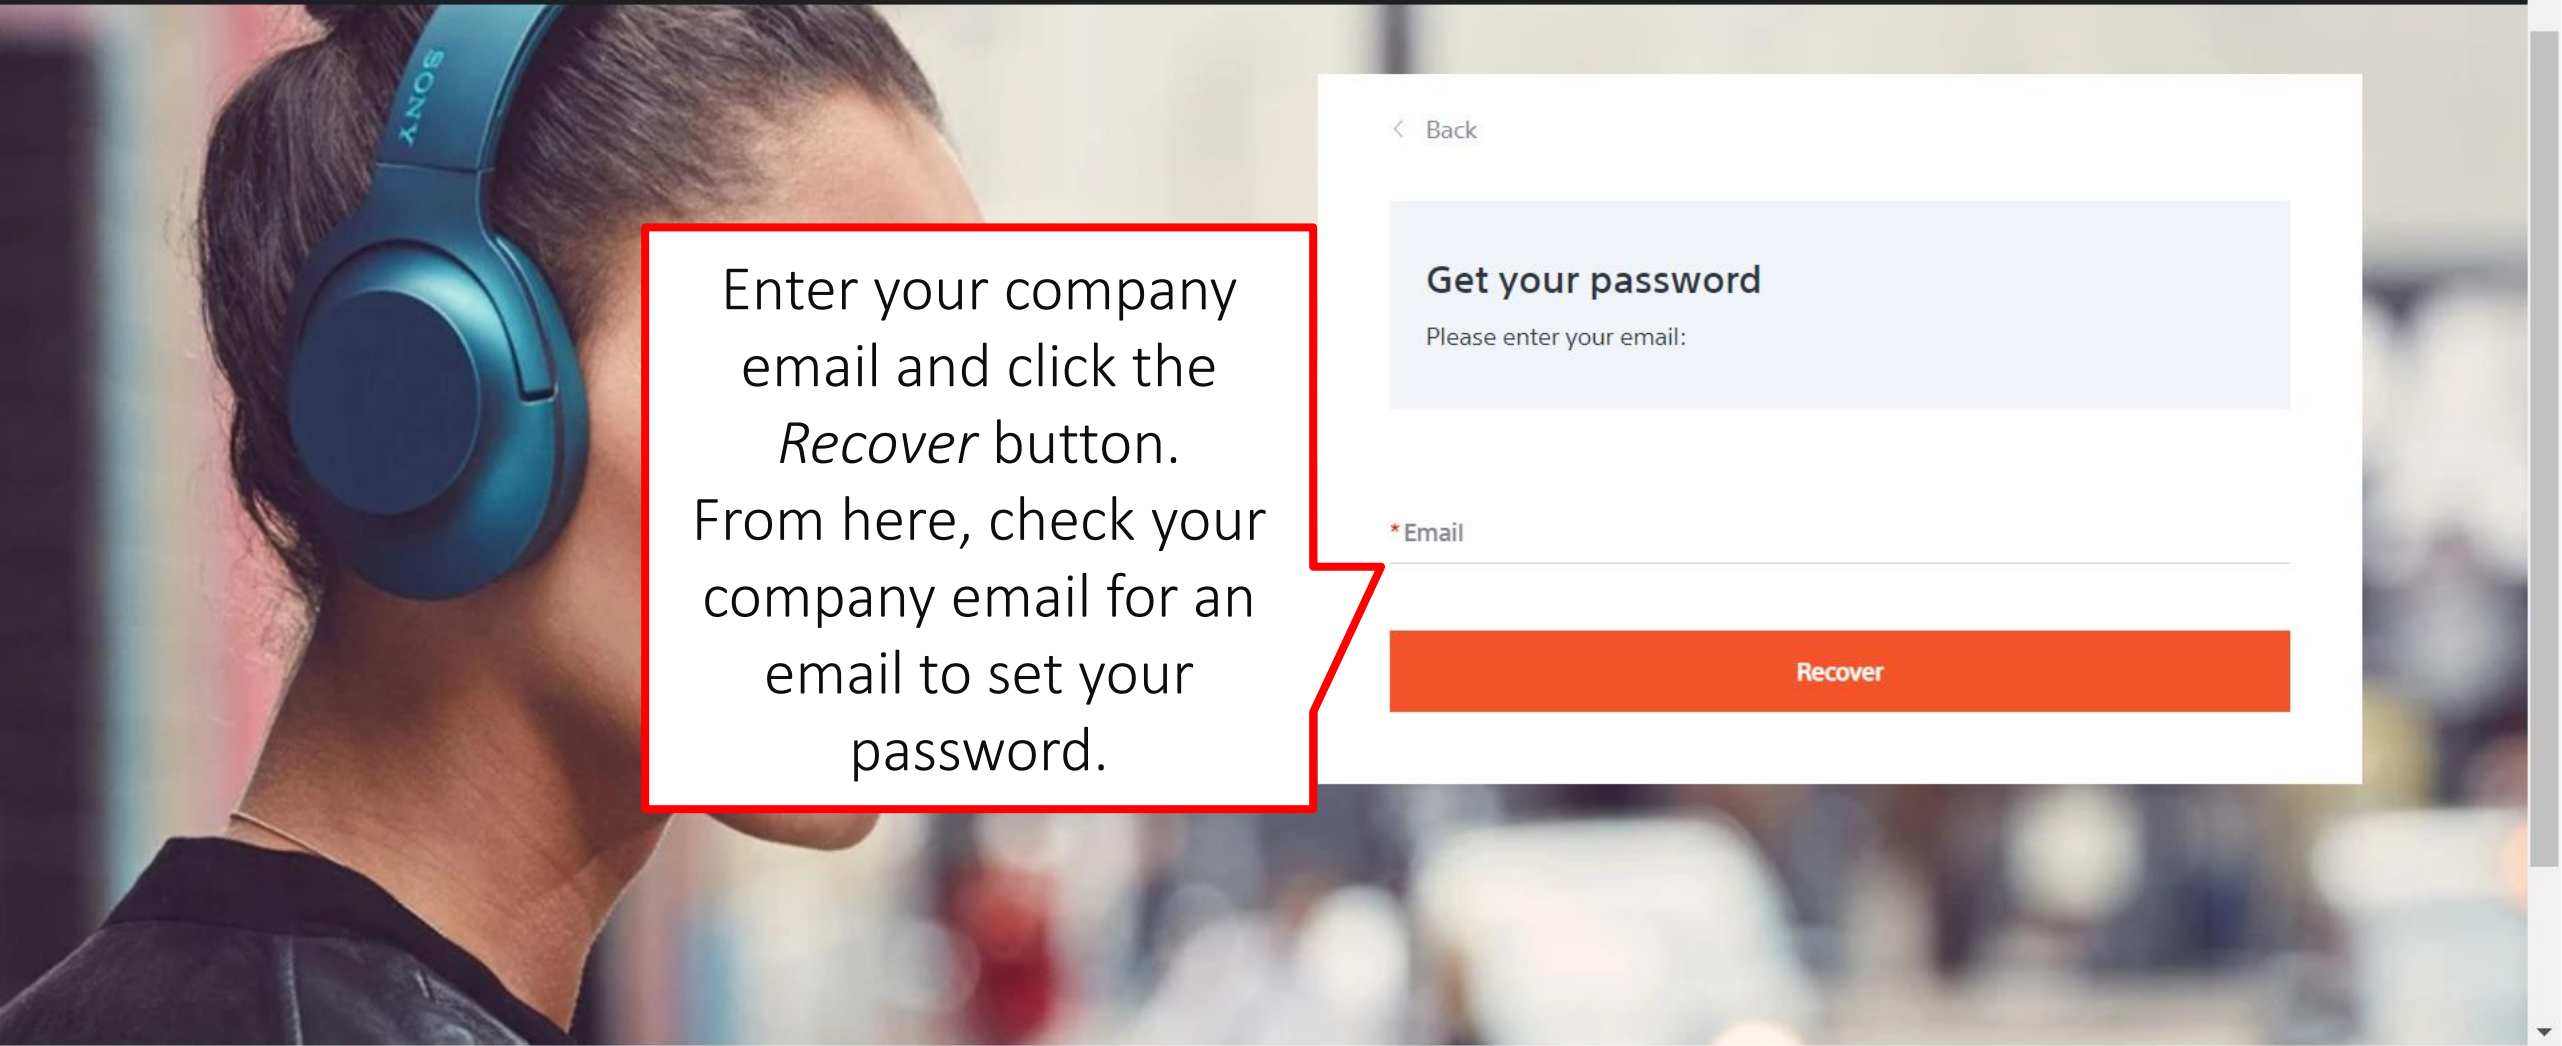 SONY
Enter your company
email and click the
Recover button.
From here, check your
company email for an
email to set your
password.
Back
Get your password
Please enter your email:
* Email
Recover